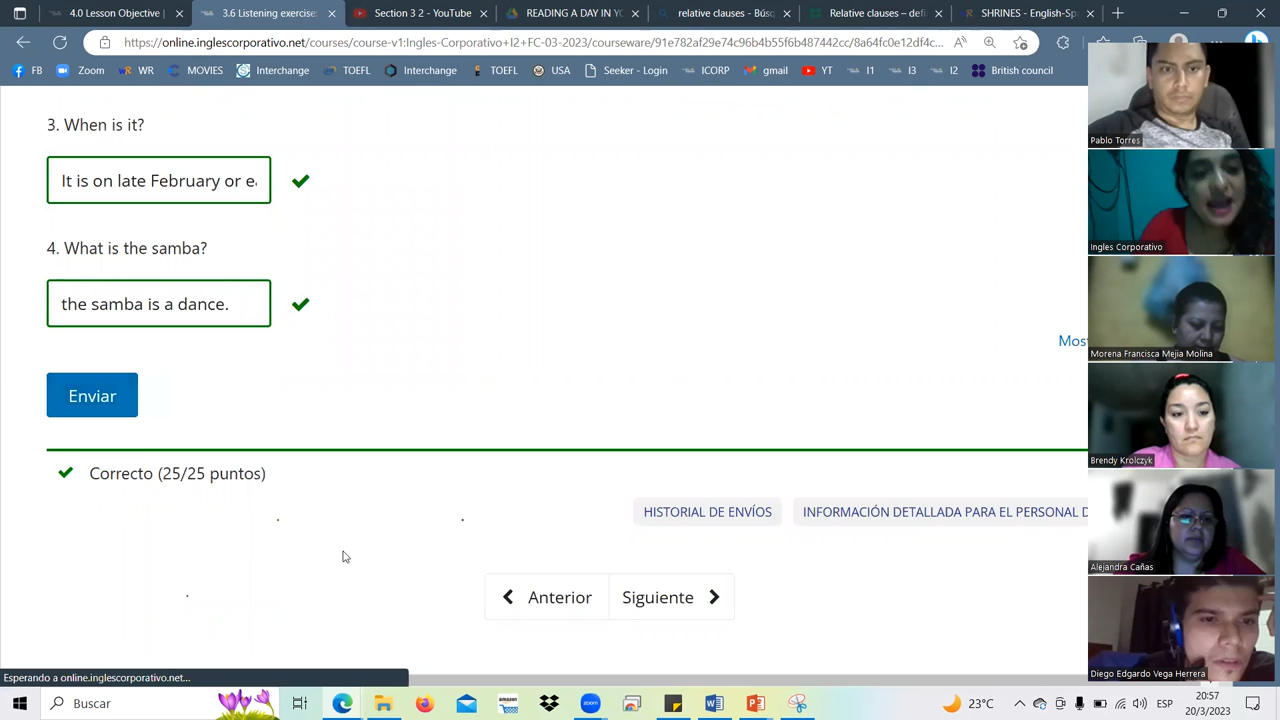 4.0 Lesson Objective
3.6 Listening exercise:
Section 3 2 - YouTube
READING A DAY IN YO
relative clauses - Búsq
Relative clauses – defi
SHRINES - English-Sp
https://online.inglescorporativo.net/courses/course-v1:Ingles-Corporativo+I2+FC-03-2023/courseware/91e782af29e74c96b4b55f6b487442cc/8a64fc0e12df4c...
FB
Zoom
WR
MOVIES
Interchange
TOEFL
Interchange
TOEFL
USA
Seeker - Login
ICORP
gmail
YT
I1
I3
I2
British council
3. When is it?
It is on late February or ea
4. What is the samba?
the samba is a dance.
Most
Enviar
Correcto (25/25 puntos)
HISTORIAL DE ENVÍOS
INFORMACIÓN DETALLADA PARA EL PERSONAL D
Anterior
Siguiente
Esperando a online.inglescorporativo.net...
Pablo Torres
Ingles Corporativo
Morena Francisca Mejia Molina
Brendy Krolczyk
Alejandra Cañas
Diego Edgardo Vega Herrera
Buscar
23°C
ESP
20:57
20/3/2023